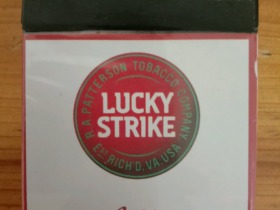 R.A. PATTERSON TOBACCO COMPANY
LUCKY
STRIKE
EST RICH'D, VA. USA